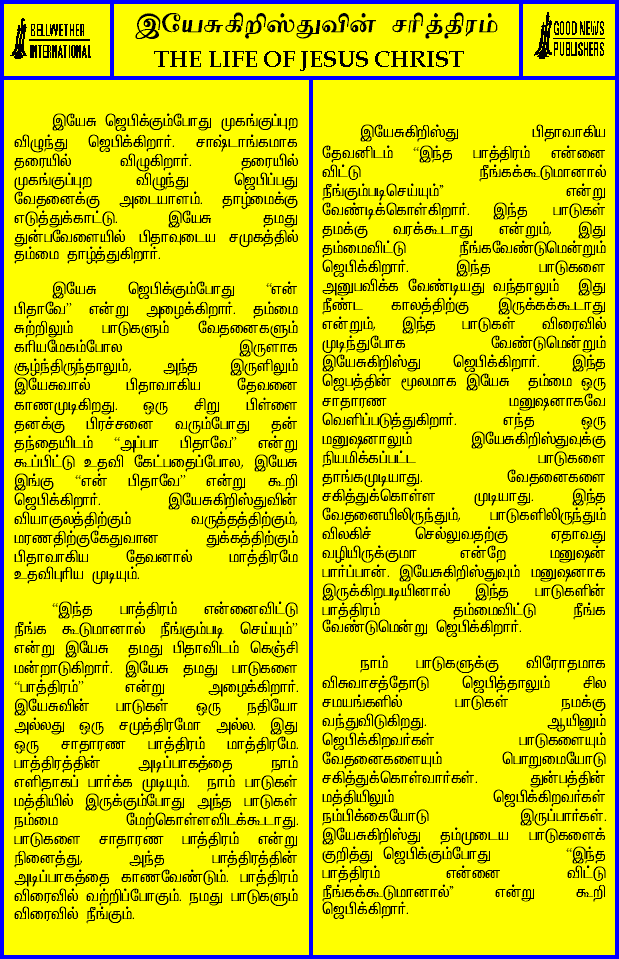 BELLWETHER
INTERNATIONAL
இயேசுகிறிஸ்துவின் சரித்திரம்
THE LIFE OF JESUS CHRIST
GOOD NEWS
PUBLISHERS
இயேசு ஜெபிக்கும்போது முகங்குப்புற
விழுந்து ஜெபிக்கிறார். சாஷ்டாங்கமாக
தரையில் விழுகிறார். தரையில்
முகங்குப்புற விழுந்து ஜெபிப்பது
வேதனைக்கு அடையாளம். தாழ்மைக்கு
எடுத்துக்காட்டு. இயேசு தமது
துன்பவேளையில் பிதாவுடைய சமுகத்தில்
தம்மை தாழ்த்துகிறார்.
இயேசு ஜெபிக்கும்போது “என்
பிதாவே” என்று அழைக்கிறார். தம்மை
சுற்றிலும் பாடுகளும் வேதனைகளும்
கரியமேகம்போல இருளாக
சூழ்ந்திருந்தாலும், அந்த இருளிலும்
இயேசுவால் பிதாவாகிய தேவனை
காணமுடிகிறது. ஒரு சிறு பிள்ளை
தனக்கு பிரச்சனை வரும்போது தன்
தந்தையிடம் “அப்பா பிதாவே” என்று
கூப்பிட்டு உதவி கேட்பதைப்போல, இயேசு
இங்கு “என் பிதாவே” என்று கூறி
ஜெபிக்கிறார். இயேசுகிறிஸ்துவின்
வியாகுலத்திற்கும் வருத்தத்திற்கும்,
மரணதிற்குகேதுவான துக்கத்திற்கும்
பிதாவாகிய தேவனால் மாத்திரமே
உதவிபுரிய முடியும்.
“இந்த பாத்திரம் என்னைவிட்டு
நீங்க கூடுமானால் நீங்கும்படி செய்யும்”
என்று இயேசு தமது பிதாவிடம் கெஞ்சி
மன்றாடுகிறார். இயேசு தமது பாடுகளை
“பாத்திரம்” என்று அழைக்கிறார்.
இயேசுவின் பாடுகள் ஒரு நதியோ
அல்லது ஒரு சமுத்திரமோ அல்ல. இது
ஒரு சாதாரண பாத்திரம் மாத்திரமே.
பாத்திரத்தின் அடிப்பாகத்தை நாம்
எளிதாகப் பார்க்க முடியும். நாம் பாடுகள்
மத்தியில் இருக்கும்போது அந்த பாடுகள்
நம்மை மேற்கொள்ளவிடக்கூடாது.
பாடுகளை சாதாரண பாத்திரம் என்று
நினைத்து, அந்த பாத்திரத்தின்
அடிப்பாகத்தை காணவேண்டும். பாத்திரம்
விரைவில் வற்றிப்போகும். நமது பாடுகளும்
விரைவில் நீங்கும்.
இயேசுகிறிஸ்து பிதாவாகிய
தேவனிடம் “இந்த பாத்திரம் என்னை
விட்டு நீங்கக்கூடுமானால்
நீங்கும்படிசெய்யும்” என்று
வேண்டிக்கொள்கிறார். இந்த பாடுகள்
தமக்கு வரக்கூடாது என்றும், இது
தம்மைவிட்டு நீங்கவேண்டுமென்றும்
ஜெபிக்கிறார். இந்த பாடுகளை
அனுபவிக்க வேண்டியது வந்தாலும் இது
நீண்ட காலத்திற்கு இருக்கக்கூடாது
என்றும், இந்த பாடுகள் விரைவில்
முடிந்துபோக வேண்டுமென்றும்
இயேசுகிறிஸ்து ஜெபிக்கிறார். இந்த
ஜெபத்தின் மூலமாக இயேசு தம்மை ஒரு
சாதாரண மனுஷனாகவே
வெளிப்படுத்துகிறார். எந்த ஒரு
மனுஷனாலும் இயேசுகிறிஸ்துவுக்கு
நியமிக்கப்பட்ட பாடுகளை
தாங்கமுடியாது. வேதனைகளை
சகித்துக்கொள்ள முடியாது. இந்த
வேதனையிலிருந்தும், பாடுகளிலிருந்தும்
விலகிச் செல்லுவதற்கு ஏதாவது
வழியிருக்குமா என்றே மனுஷன்
பார்ப்பான். இயேசுகிறிஸ்துவும் மனுஷனாக
இருக்கிறபடியினால் இந்த பாடுகளின்
பாத்திரம் தம்மைவிட்டு நீங்க
வேண்டுமென்று ஜெபிக்கிறார்.
நாம் பாடுகளுக்கு விரோதமாக
விசுவாசத்தோடு ஜெபித்தாலும் சில
சமயங்களில் பாடுகள் நமக்கு
வந்துவிடுகிறது. ஆயினும்
ஜெபிக்கிறவர்கள் பாடுகளையும்
வேதனைகளையும் பொறுமையோடு
சகித்துக்கொள்வார்கள். துன்பத்தின்
மத்தியிலும் ஜெபிக்கிறவர்கள்
நம்பிக்கையோடு இருப்பார்கள்.
இயேசுகிறிஸ்து தம்முடைய பாடுகளைக்
குறித்து ஜெபிக்கும்போது “இந்த
பாத்திரம் என்னை விட்டு
நீங்கக்கூடுமானால்” என்று கூறி
ஜெபிக்கிறார்.